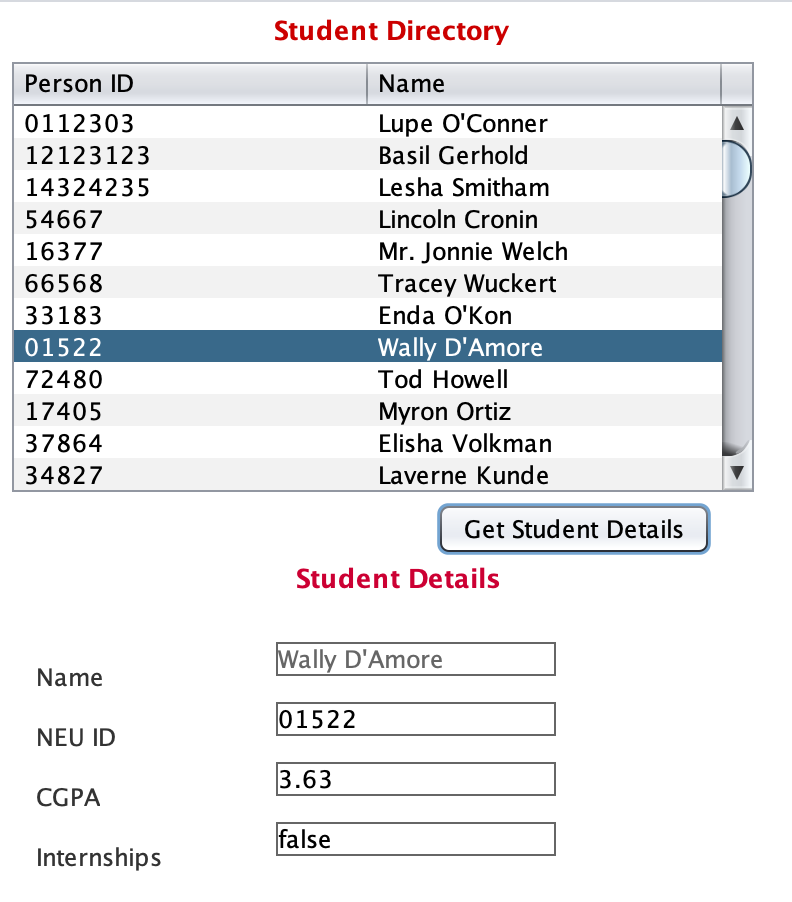 Student Directory
Person ID Name
0112303 Lupe O'Conner
12123123 Basil Gerhold
14324235 Lesha Smitham
54667 Lincoln Cronin
16377 Mr. Jonnie Welch
66568 Tracey Wuckert
33183 Enda O'Kon
01522 Wally D'Amore
72480 Tod Howell
17405 Myron Ortiz
37864 Elisha Volkman
34827 Laverne Kunde
Get Student Details
Student Details
Name Wally D'Amore
NEU ID 01522
CGPA 3.63
Internships false